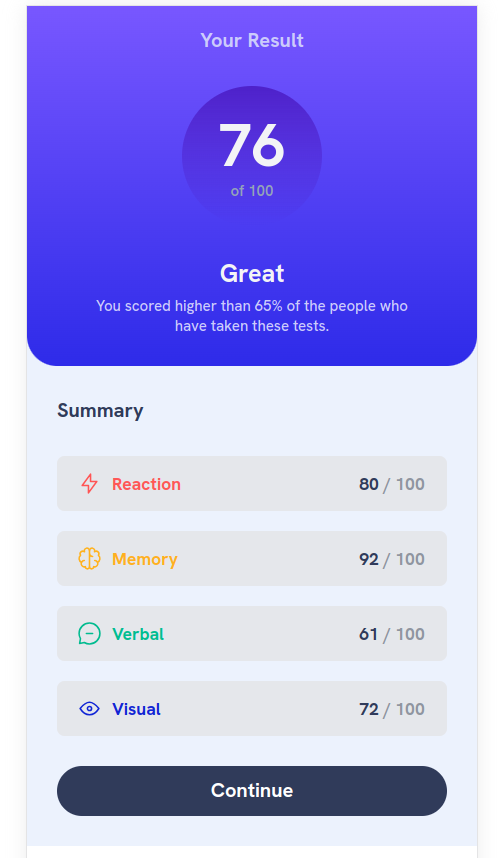 Your Result
76
of 100
Great
You scored higher than 65% of the people who
have taken these tests.
Summary
Reaction 80 / 100
Memory 92 / 100
Verbal 61 / 100
Visual 72 / 100
Continue